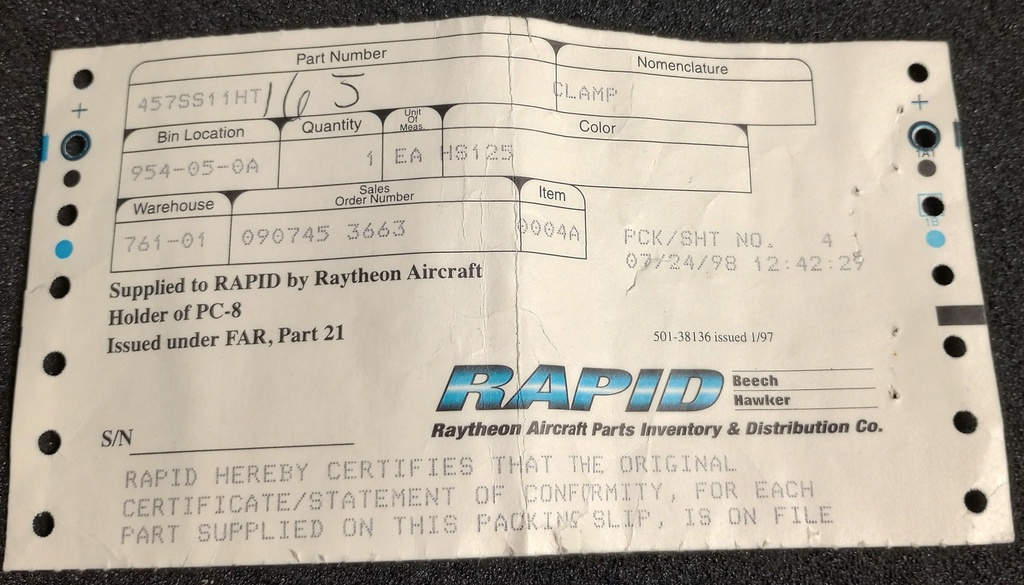 Part Number Nomenclature
457SS11HT 165 CLAMP
Bin Location Quantity Unit Of Meas. Color
954-05-0A 1 EA HS125
Warehouse Sales Order Number Item
761-01 090745 3663 0004A
PCK/SHT NO. 4
07/24/98 12:42:29
Supplied to RAPID by Raytheon Aircraft
Holder of PC-8
Issued under FAR, Part 21
501-38136 issued 1/97
RAPID Beech
Hawker
Raytheon Aircraft Parts Inventory & Distribution Co.
S/N
RAPID HEREBY CERTIFIES THAT THE ORIGINAL
CERTIFICATE/STATEMENT OF CONFORMITY, FOR EACH
PART SUPPLIED ON THIS PACKING SLIP, IS ON FILE